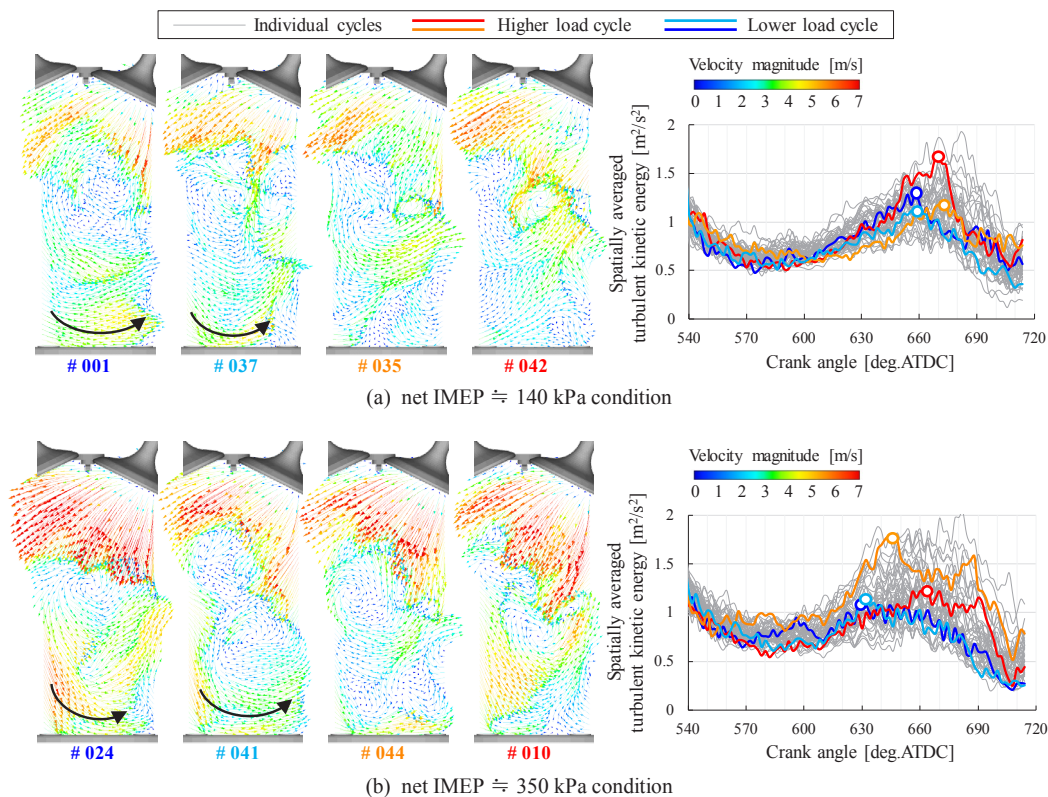 Individual cycles Higher load cycle Lower load cycle
Velocity magnitude [m/s]
0 1 2 3 4 5 6 7
Spatially averaged
turbulent kinetic energy [m²/s²]
2
1.5
1
0.5
0
540 570 600 630 660 690 720
Crank angle [deg.ATDC]
# 001 # 037 # 035 # 042
(a) net IMEP ≒ 140 kPa condition
Velocity magnitude [m/s]
0 1 2 3 4 5 6 7
Spatially averaged
turbulent kinetic energy [m²/s²]
2
1.5
1
0.5
0
540 570 600 630 660 690 720
Crank angle [deg.ATDC]
# 024 # 041 # 044 # 010
(b) net IMEP ≒ 350 kPa condition